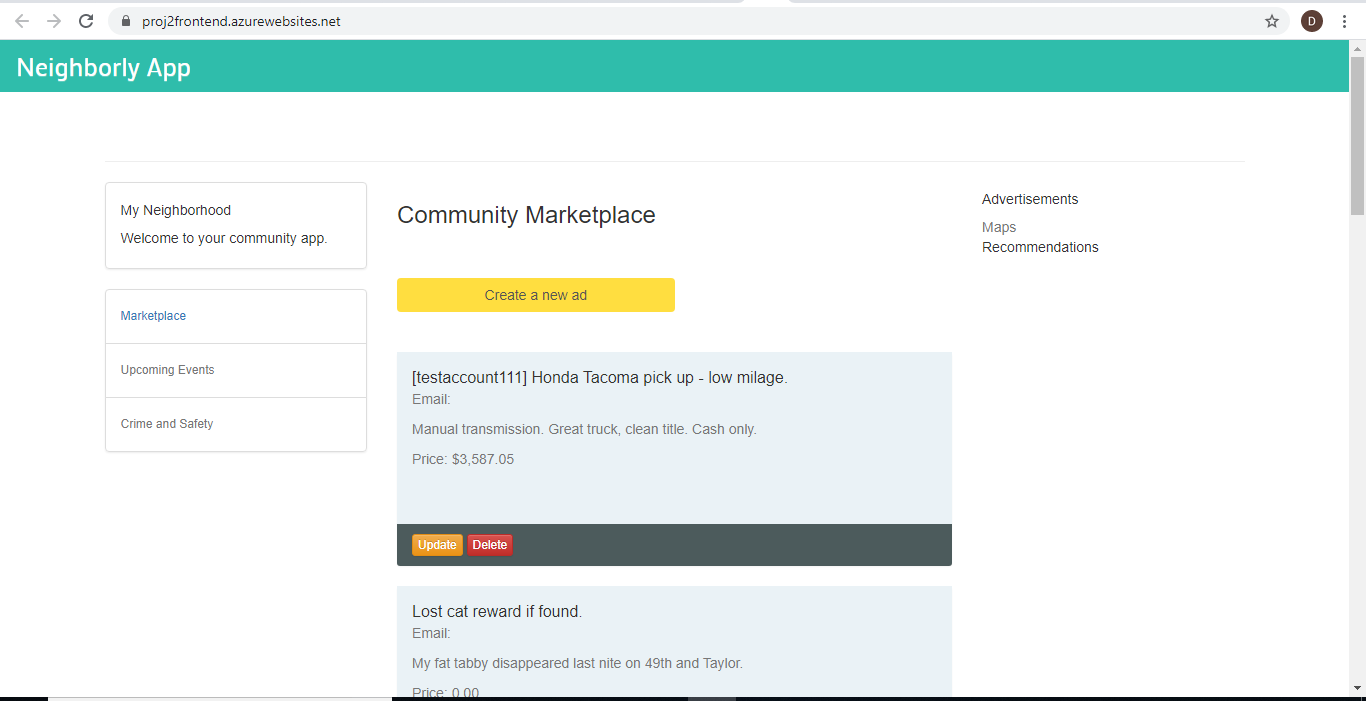 proj2frontend.azurewebsites.net
D
Neighborly App
My Neighborhood
Welcome to your community app.
Marketplace
Upcoming Events
Crime and Safety
Community Marketplace
Create a new ad
[testaccount111] Honda Tacoma pick up - low milage.
Email:
Manual transmission. Great truck, clean title. Cash only.
Price: $3,587.05
Update Delete
Lost cat reward if found.
Email:
My fat tabby disappeared last nite on 49th and Taylor.
Price: 0.00
Advertisements
Maps
Recommendations